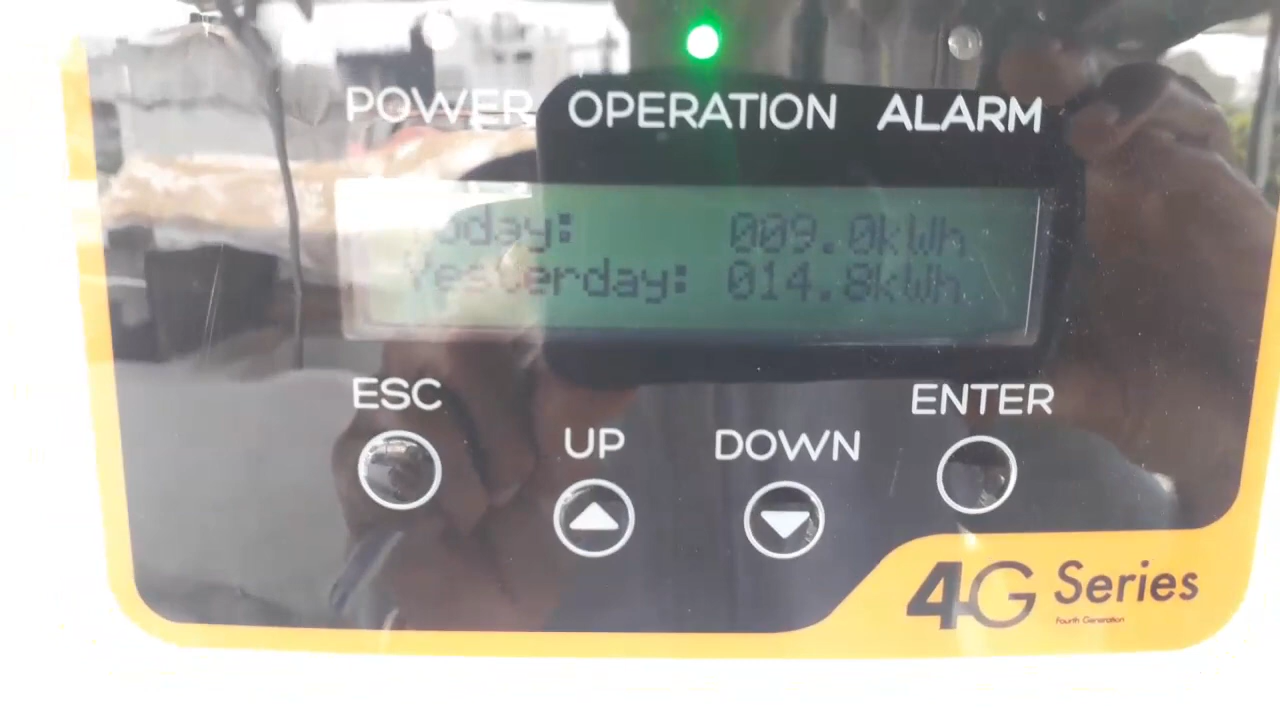 POWER OPERATION ALARM
Today: 009.0kWh
Yesterday: 014.8kWh
ESC
UP
DOWN
ENTER
4G Series
Fourth Generation